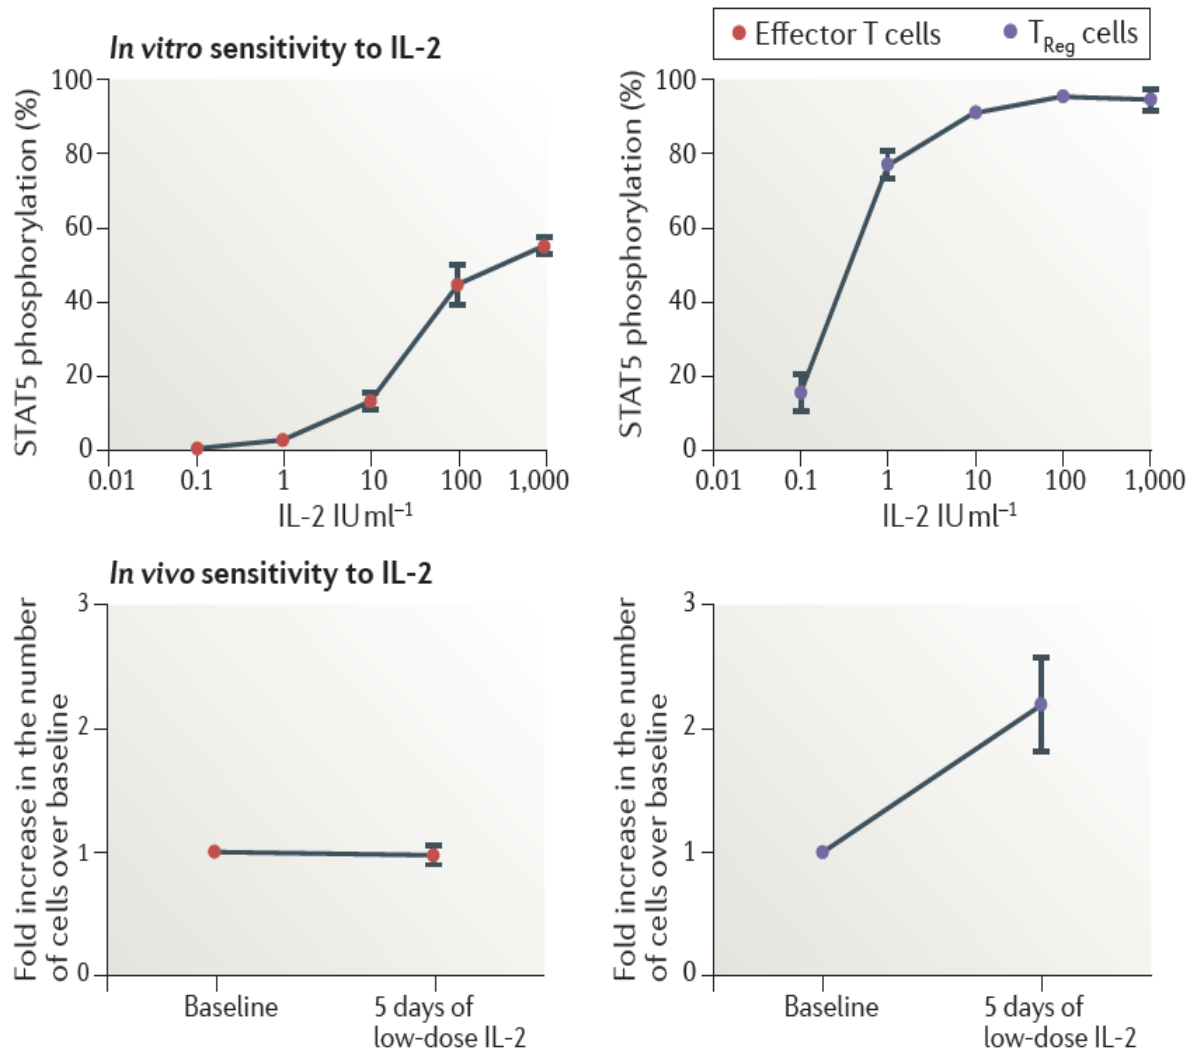 In vitro sensitivity to IL-2
Effector T cells
TReg cells
STAT5 phosphorylation (%)
100
80
60
40
20
0
0.01
0.1
1
10
100
1,000
IL-2 IU ml–1
STAT5 phosphorylation (%)
100
80
60
40
20
0
0.01
0.1
1
10
100
1,000
IL-2 IU ml–1
In vivo sensitivity to IL-2
Fold increase in the number
of cells over baseline
3
2
1
0
Baseline
5 days of
low-dose IL-2
Fold increase in the number
of cells over baseline
3
2
1
0
Baseline
5 days of
low-dose IL-2